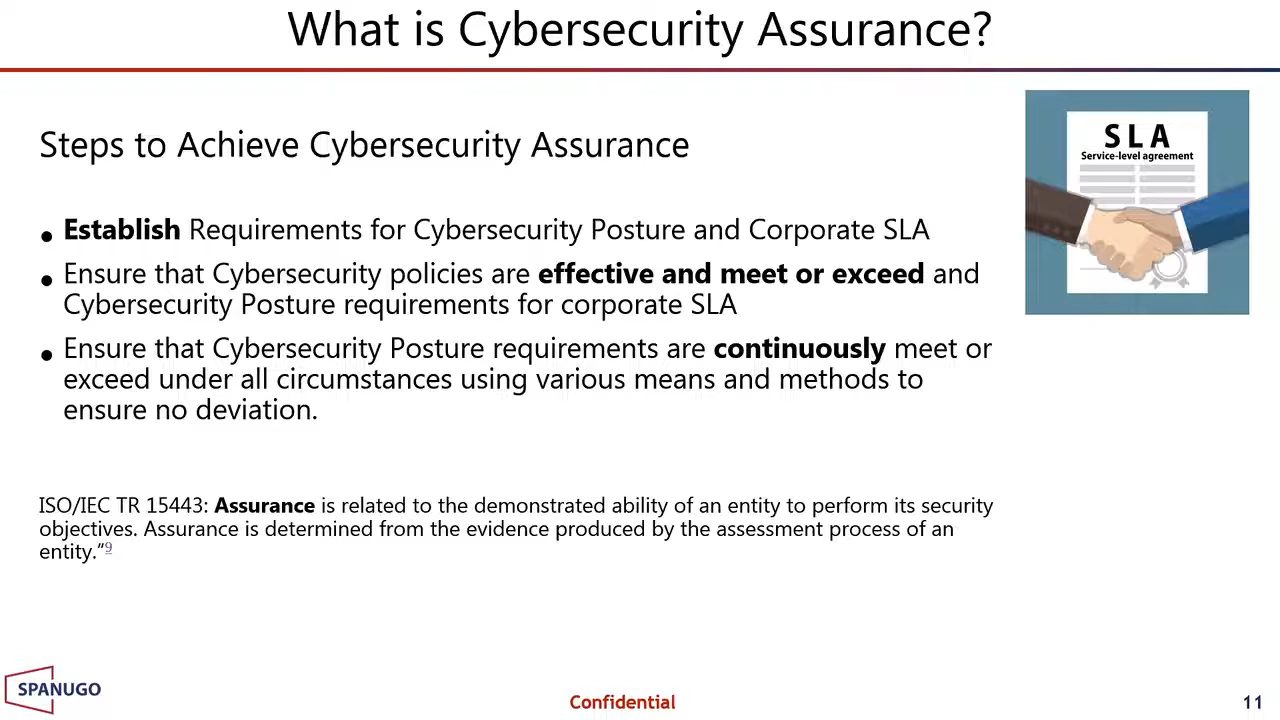 What is Cybersecurity Assurance?
Steps to Achieve Cybersecurity Assurance
SLA
Service-level agreement
• Establish Requirements for Cybersecurity Posture and Corporate SLA
• Ensure that Cybersecurity policies are effective and meet or exceed and
Cybersecurity Posture requirements for corporate SLA
• Ensure that Cybersecurity Posture requirements are continuously meet or
exceed under all circumstances using various means and methods to
ensure no deviation.
ISO/IEC TR 15443: Assurance is related to the demonstrated ability of an entity to perform its security
objectives. Assurance is determined from the evidence produced by the assessment process of an
entity.”9
SPANUGO
Confidential
11